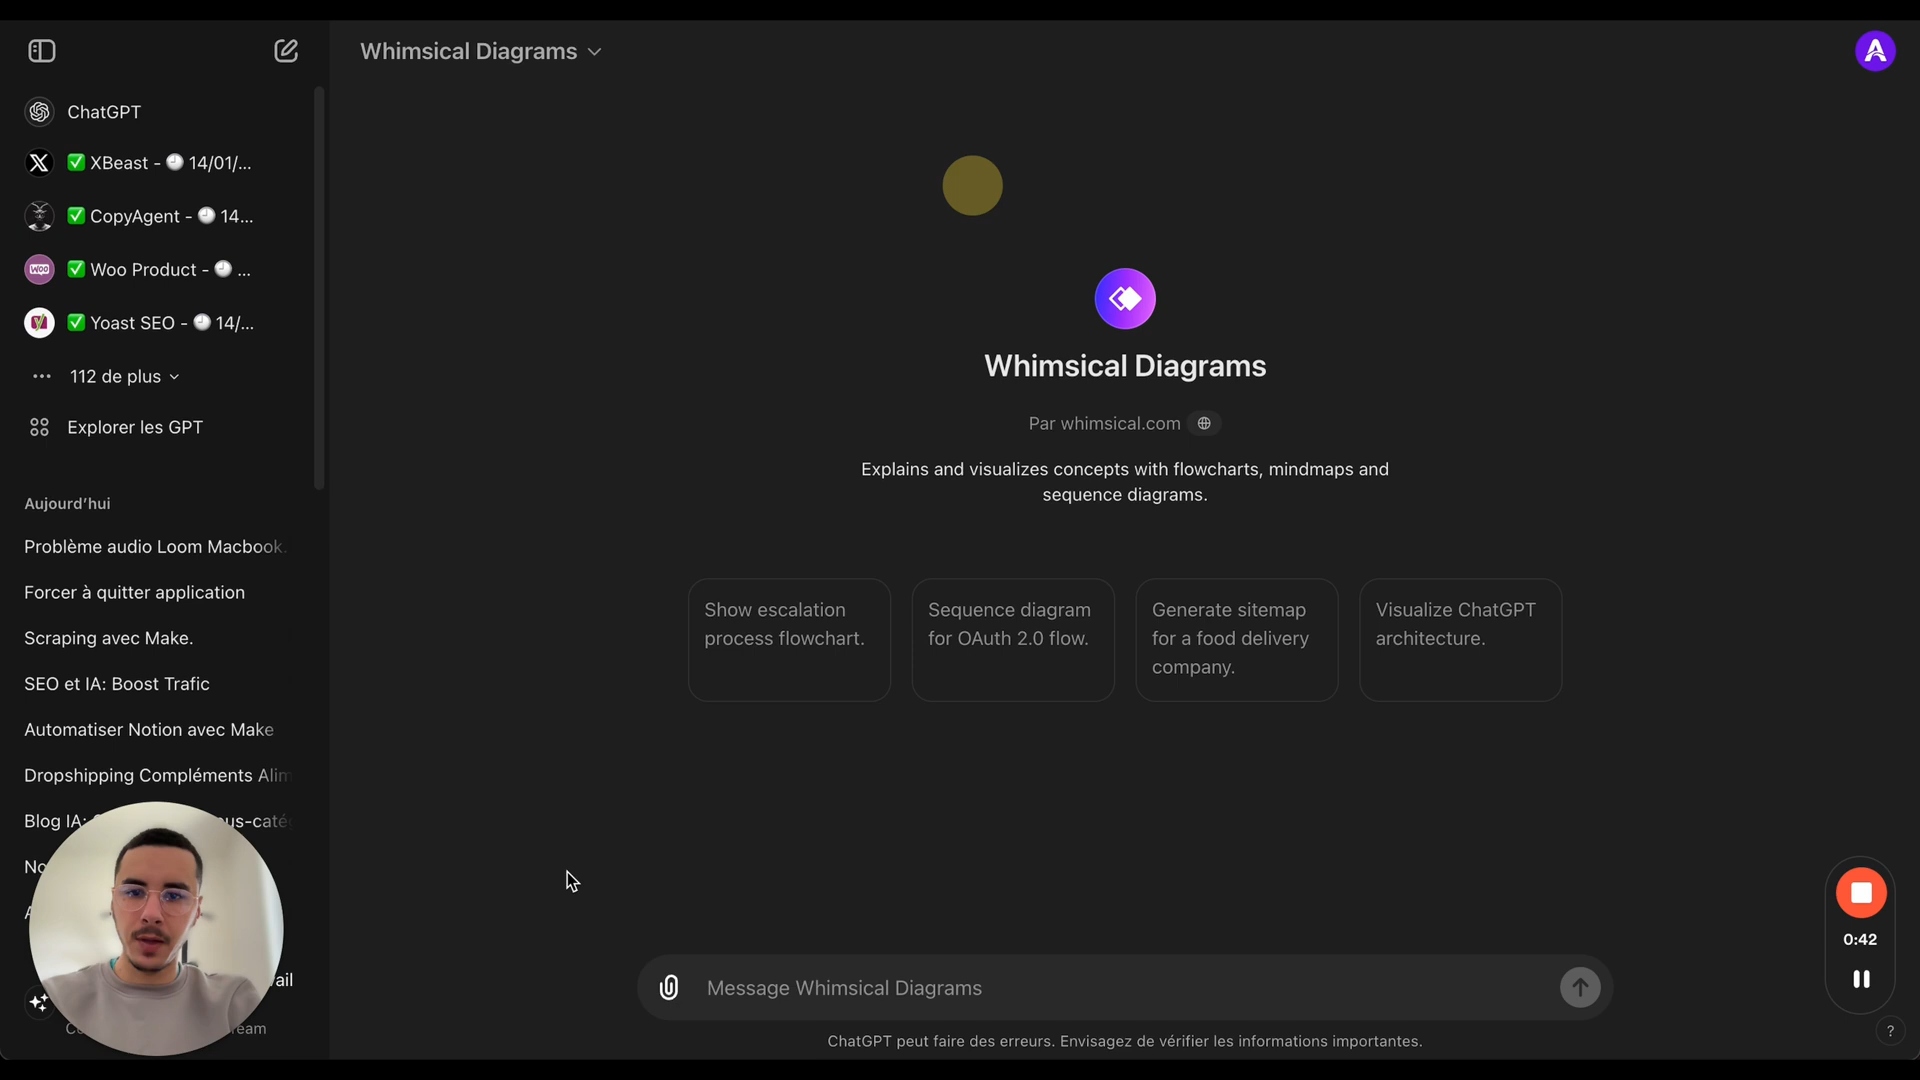 Whimsical Diagrams
ChatGPT
✅ XBeast - 🕘 14/01/...
✅ CopyAgent - 🕘 14...
WOO
✅ Woo Product - 🕘 ...
✅ Yoast SEO - 🕘 14/...
112 de plus
Explorer les GPT
Aujourd’hui
Problème audio Loom Macbook.
Forcer à quitter application
Scraping avec Make.
SEO et IA: Boost Trafic
Automatiser Notion avec Make
Dropshipping Compléments Alim
Blog IA:
Whimsical Diagrams
Par whimsical.com
Explains and visualizes concepts with flowcharts, mindmaps and
sequence diagrams.
Show escalation
process flowchart.
Sequence diagram
for OAuth 2.0 flow.
Generate sitemap
for a food delivery
company.
Visualize ChatGPT
architecture.
Message Whimsical Diagrams
ChatGPT peut faire des erreurs. Envisagez de vérifier les informations importantes.
0:42
?